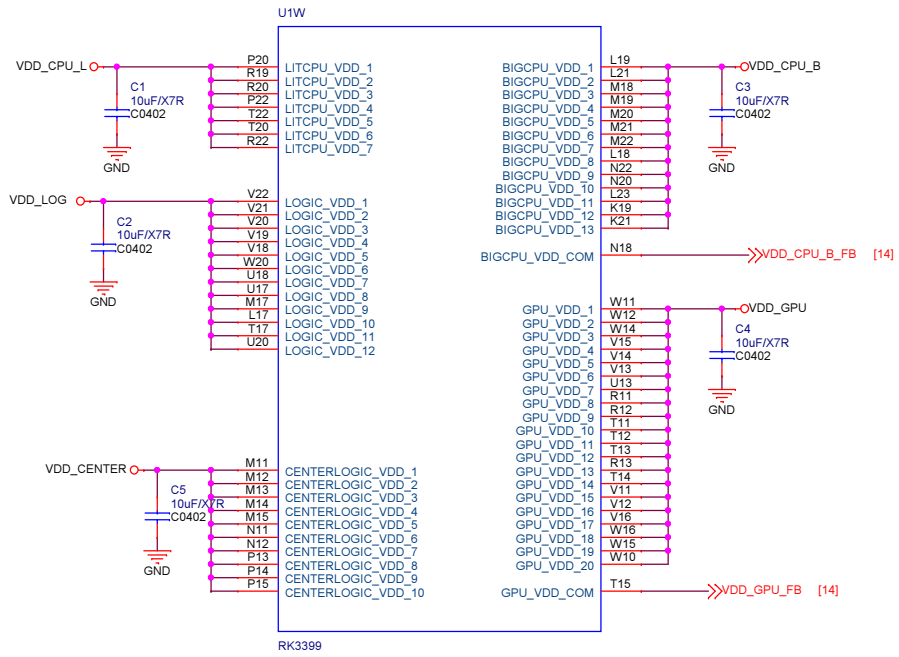 U1W
VDD_CPU_L
C1
10uF/X7R
C0402
GND
P20 LITCPU_VDD_1
R19 LITCPU_VDD_2
R20 LITCPU_VDD_3
P22 LITCPU_VDD_4
T22 LITCPU_VDD_5
T20 LITCPU_VDD_6
R22 LITCPU_VDD_7
VDD_LOG
C2
10uF/X7R
C0402
GND
V22 LOGIC_VDD_1
V21 LOGIC_VDD_2
V20 LOGIC_VDD_3
V19 LOGIC_VDD_4
V18 LOGIC_VDD_5
W20 LOGIC_VDD_6
U18 LOGIC_VDD_7
U17 LOGIC_VDD_8
M17 LOGIC_VDD_9
L17 LOGIC_VDD_10
T17 LOGIC_VDD_11
U20 LOGIC_VDD_12
VDD_CENTER
C5
10uF/X7R
C0402
GND
M11 CENTERLOGIC_VDD_1
M12 CENTERLOGIC_VDD_2
M13 CENTERLOGIC_VDD_3
M14 CENTERLOGIC_VDD_4
M15 CENTERLOGIC_VDD_5
N11 CENTERLOGIC_VDD_6
N12 CENTERLOGIC_VDD_7
P13 CENTERLOGIC_VDD_8
P14 CENTERLOGIC_VDD_9
P15 CENTERLOGIC_VDD_10
BIGCPU_VDD_1 L19
BIGCPU_VDD_2 L21
BIGCPU_VDD_3 M18
BIGCPU_VDD_4 M19
BIGCPU_VDD_5 M20
BIGCPU_VDD_6 M21
BIGCPU_VDD_7 M22
BIGCPU_VDD_8 L18
BIGCPU_VDD_9 N22
BIGCPU_VDD_10 N20
BIGCPU_VDD_11 L23
BIGCPU_VDD_12 K19
BIGCPU_VDD_13 K21
VDD_CPU_B
C3
10uF/X7R
C0402
GND
BIGCPU_VDD_COM N18 VDD_CPU_B_FB [14]
GPU_VDD_1 W11
GPU_VDD_2 W12
GPU_VDD_3 W14
GPU_VDD_4 V15
GPU_VDD_5 V14
GPU_VDD_6 V13
GPU_VDD_7 U13
GPU_VDD_8 R11
GPU_VDD_9 R12
GPU_VDD_10 T11
GPU_VDD_11 T12
GPU_VDD_12 T13
GPU_VDD_13 R13
GPU_VDD_14 T14
GPU_VDD_15 V11
GPU_VDD_16 V12
GPU_VDD_17 V16
GPU_VDD_18 W16
GPU_VDD_19 W15
GPU_VDD_20 W10
VDD_GPU
C4
10uF/X7R
C0402
GND
GPU_VDD_COM T15 VDD_GPU_FB [14]
RK3399